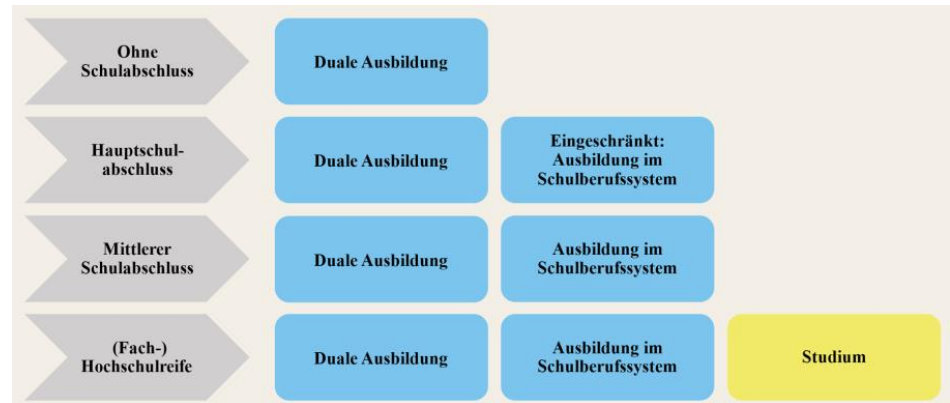 Ohne
Schulabschluss
Duale Ausbildung
Hauptschul-
abschluss
Duale Ausbildung
Eingeschränkt:
Ausbildung im
Schulberufssystem
Mittlerer
Schulabschluss
Duale Ausbildung
Ausbildung im
Schulberufssystem
(Fach-)
Hochschulreife
Duale Ausbildung
Ausbildung im
Schulberufssystem
Studium